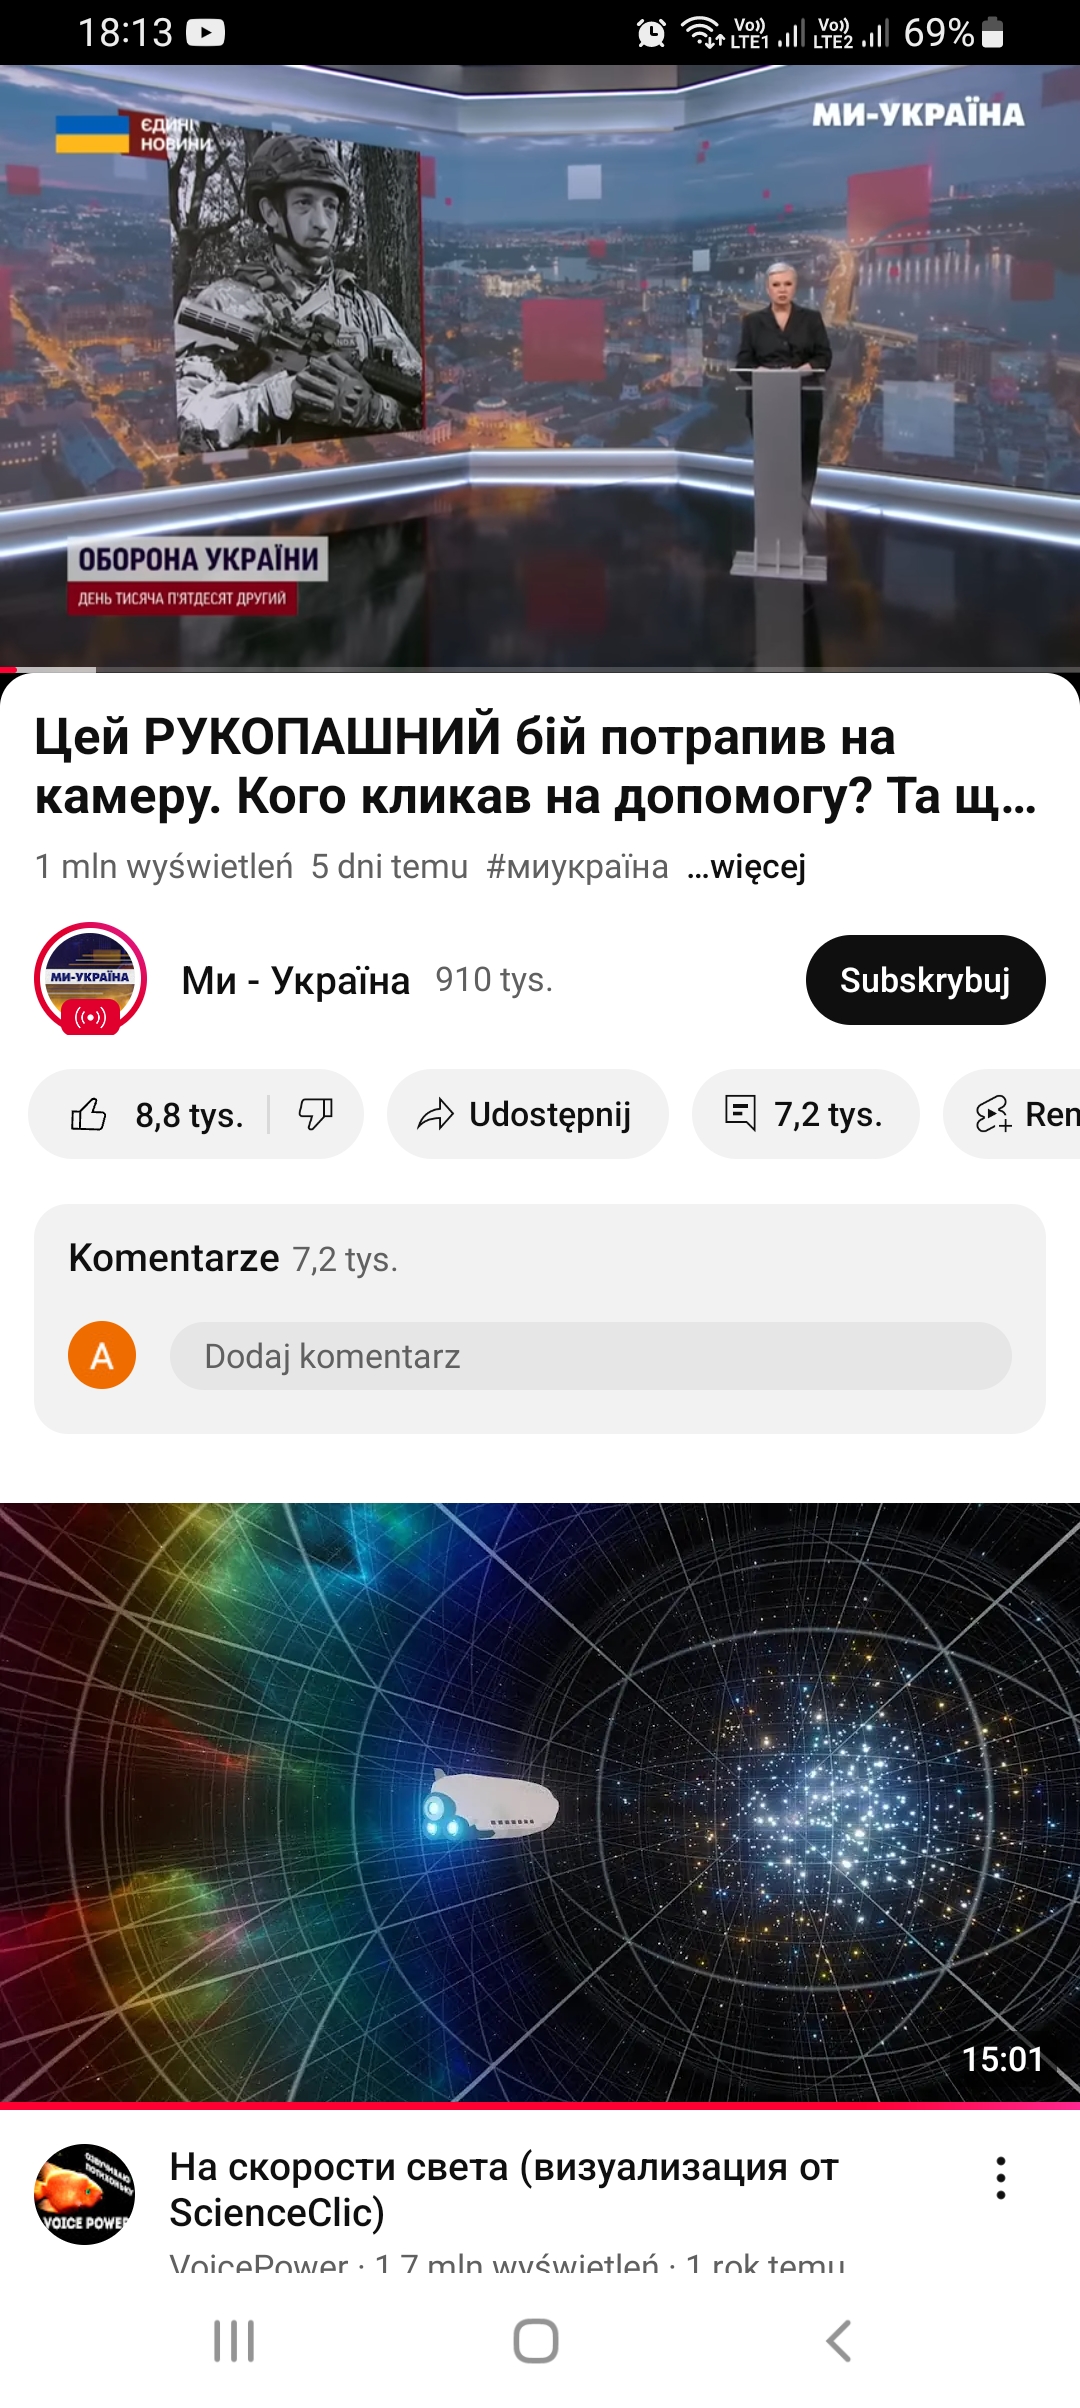 18:13
Vo))
LTE1
Vo))
LTE2
69%
ЄДИНІ
НОВИНИ
МИ-УКРАЇНА
ОБОРОНА УКРАЇНИ
ДЕНЬ ТИСЯЧА П'ЯТДЕСЯТ ДРУГИЙ
Цей РУКОПАШНИЙ бій потрапив на
камеру. Кого кликав на допомогу? Та щ...
1 mln wyświetleń 5 dni temu #миукраїна ...więcej
МИ-УКРАЇНА
Ми - Україна 910 tys.
Subskrybuj
8,8 tys.
Udostępnij
7,2 tys.
Ren
Komentarze 7,2 tys.
A
Dodaj komentarz
15:01
ОЗВУЧИВАЮ
ПОТИХОНЬКУ
VOICE POWER
На скорости света (визуализация от
ScienceClic)
VoicePower · 1,7 mln wyświetleń · 1 rok temu